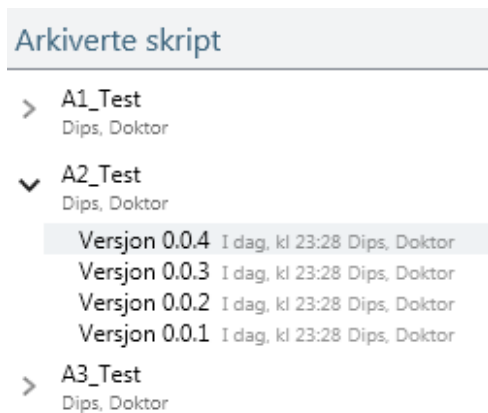 Arkiverte skript
A1_Test
Dips, Doktor
A2_Test
Dips, Doktor
Versjon 0.0.4 I dag, kl 23:28 Dips, Doktor
Versjon 0.0.3 I dag, kl 23:28 Dips, Doktor
Versjon 0.0.2 I dag, kl 23:28 Dips, Doktor
Versjon 0.0.1 I dag, kl 23:28 Dips, Doktor
A3_Test
Dips, Doktor